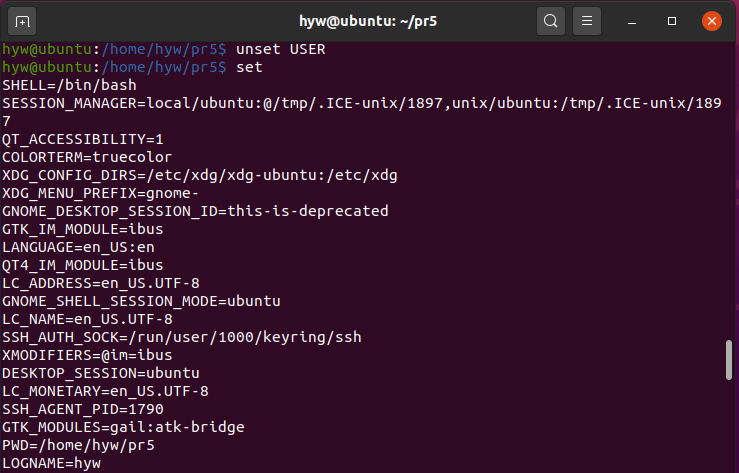 hyw@ubuntu: ~/pr5
hyw@ubuntu:/home/hyw/pr5$ unset USER
hyw@ubuntu:/home/hyw/pr5$ set
SHELL=/bin/bash
SESSION_MANAGER=local/ubuntu:@/tmp/.ICE-unix/1897,unix/ubuntu:/tmp/.ICE-unix/189
7
QT_ACCESSIBILITY=1
COLORTERM=truecolor
XDG_CONFIG_DIRS=/etc/xdg/xdg-ubuntu:/etc/xdg
XDG_MENU_PREFIX=gnome-
GNOME_DESKTOP_SESSION_ID=this-is-deprecated
GTK_IM_MODULE=ibus
LANGUAGE=en_US:en
QT4_IM_MODULE=ibus
LC_ADDRESS=en_US.UTF-8
GNOME_SHELL_SESSION_MODE=ubuntu
LC_NAME=en_US.UTF-8
SSH_AUTH_SOCK=/run/user/1000/keyring/ssh
XMODIFIERS=@im=ibus
DESKTOP_SESSION=ubuntu
LC_MONETARY=en_US.UTF-8
SSH_AGENT_PID=1790
GTK_MODULES=gail:atk-bridge
PWD=/home/hyw/pr5
LOGNAME=hyw